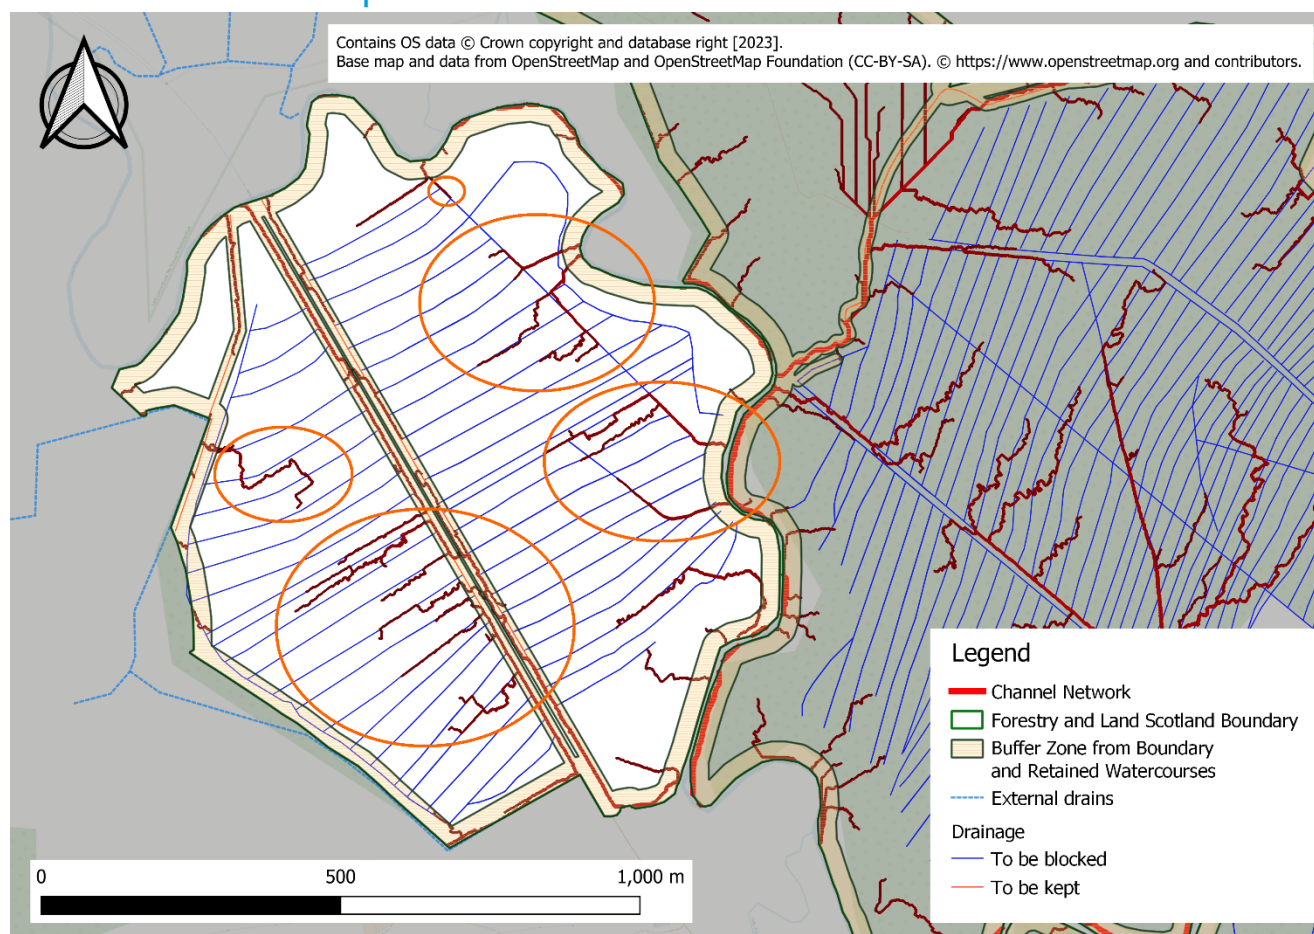 Contains OS data © Crown copyright and database right [2023].
Base map and data from OpenStreetMap and OpenStreetMap Foundation (CC-BY-SA). © https://www.openstreetmap.org and contributors.
Legend
Channel Network
Forestry and Land Scotland Boundary
Buffer Zone from Boundary
and Retained Watercourses
External drains
Drainage
To be blocked
To be kept
0 500 1,000 m